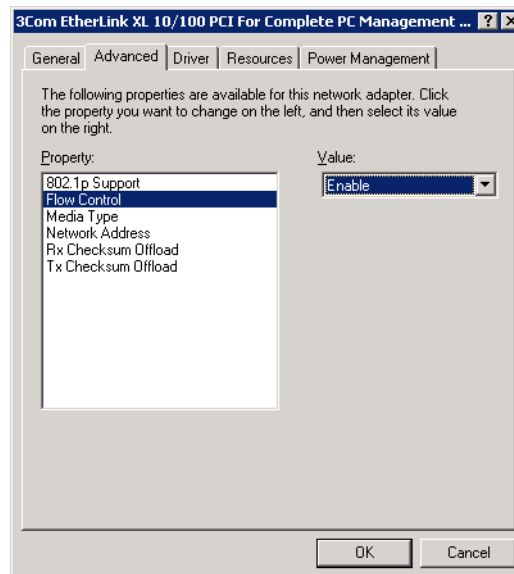 3Com EtherLink XL 10/100 PCI For Complete PC Management ...
General Advanced Driver Resources Power Management
The following properties are available for this network adapter. Click
the property you want to change on the left, and then select its value
on the right.
Property:
Value:
802.1p Support
Flow Control
Media Type
Network Address
Rx Checksum Offload
Tx Checksum Offload
Enable
OK Cancel